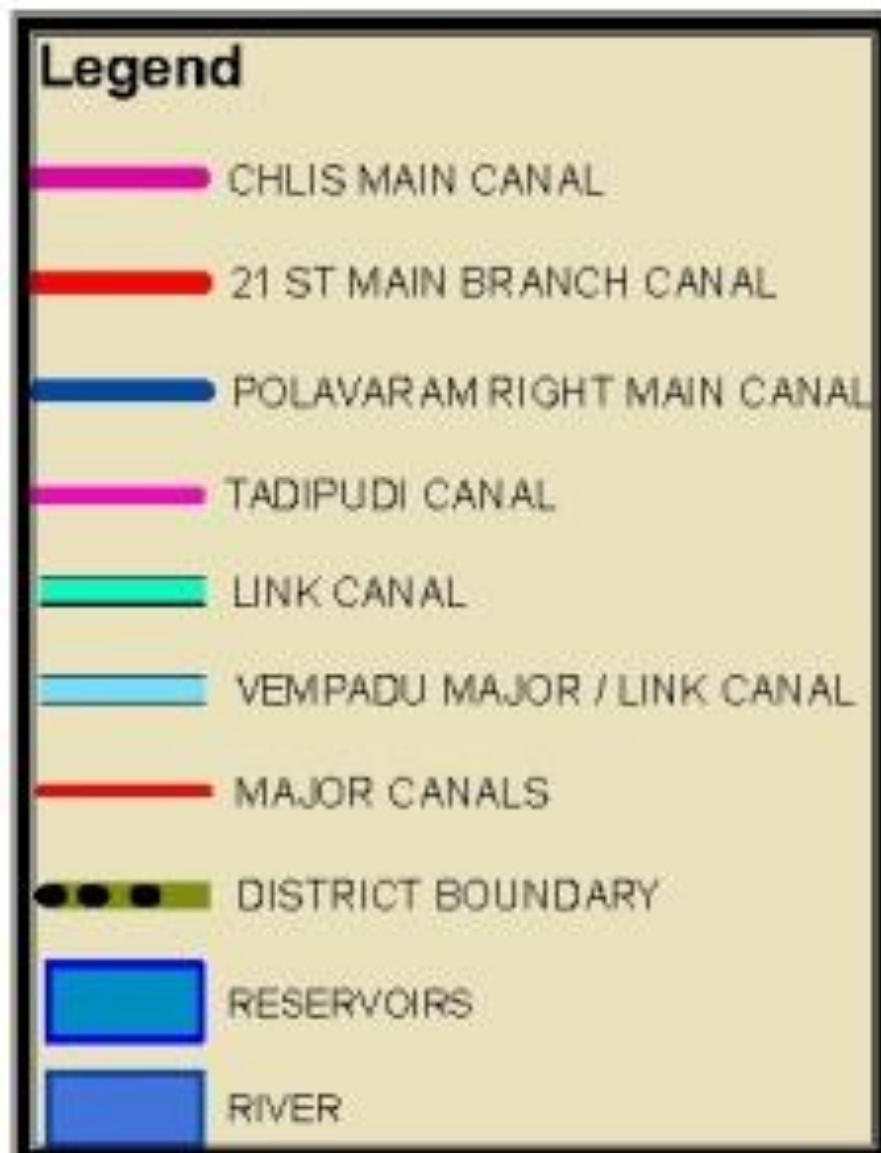 Legend
CHLIS MAIN CANAL
21 ST MAIN BRANCH CANAL
POLAVARAM RIGHT MAIN CANAL
TADIPUDI CANAL
LINK CANAL
VEMPADU MAJOR / LINK CANAL
MAJOR CANALS
DISTRICT BOUNDARY
RESERVOIRS
RIVER